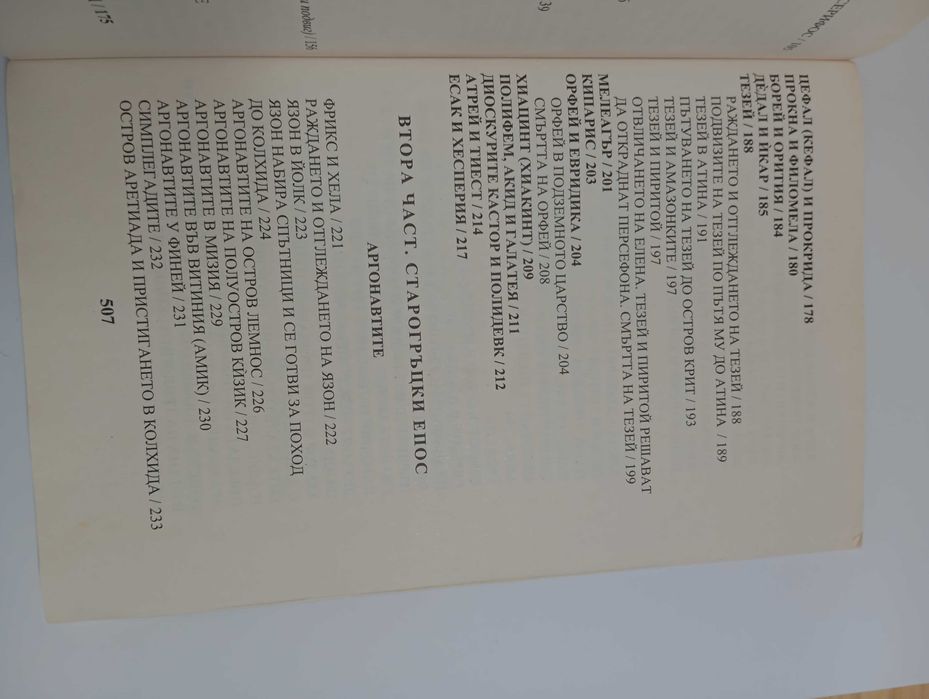 СЕРИФОС /
39
и подвиг) / 156
/ 175
ЦЕФАЛ (КЕФАЛ) И ПРОКРИДА / 178
ПРОКНА И ФИЛОМЕЛА / 180
БОРЕЙ И ОРИТИЯ / 184
ДЕДАЛ И ИКАР / 185
ТЕЗЕЙ / 188
РАЖДАНЕТО И ОТГЛЕЖДАНЕТО НА ТЕЗЕЙ / 188
ПОДВИЗИТЕ НА ТЕЗЕЙ ПО ПЪТЯ МУ ДО АТИНА / 189
ТЕЗЕЙ В АТИНА / 191
ПЪТУВАНЕТО НА ТЕЗЕЙ ДО ОСТРОВ КРИТ / 193
ТЕЗЕЙ И АМАЗОНКИТЕ / 197
ТЕЗЕЙ И ПИРИТОЙ / 197
ОТВЛИЧАНЕТО НА ЕЛЕНА. ТЕЗЕЙ И ПИРИТОЙ РЕШАВАТ
ДА ОТКРАДНАТ ПЕРСЕФОНА. СМЪРТТА НА ТЕЗЕЙ / 199
МЕЛЕАГЪР / 201
КИПАРИС / 203
ОРФЕЙ И ЕВРИДИКА / 204
ОРФЕЙ В ПОДЗЕМНОТО ЦАРСТВО / 204
СМЪРТТА НА ОРФЕЙ / 208
ХИАЦИНТ (ХИАКИНТ) / 209
ПОЛИФЕМ, АКИД И ГАЛАТЕЯ / 211
ДИОСКУРИТЕ КАСТОР И ПОЛИДЕВК / 212
АТРЕЙ И ТИЕСТ / 214
ЕСАК И ХЕСПЕРИЯ / 217
ВТОРА ЧАСТ. СТАРОГРЪЦКИ ЕПОС
АРГОНАВТИТЕ
ФРИКС И ХЕЛА / 221
РАЖДАНЕТО И ОТГЛЕЖДАНЕТО НА ЯЗОН / 222
ЯЗОН В ЙОЛК / 223
ЯЗОН НАБИРА СПЪТНИЦИ И СЕ ГОТВИ ЗА ПОХОД
ДО КОЛХИДА / 224
АРГОНАВТИТЕ НА ОСТРОВ ЛЕМНОС / 226
АРГОНАВТИТЕ НА ПОЛУОСТРОВ КИЗИК / 227
АРГОНАВТИТЕ В МИЗИЯ / 229
АРГОНАВТИТЕ ВЪВ ВИТИНИЯ (АМИК) / 230
АРГОНАВТИТЕ У ФИНЕЙ / 231
СИМПЛЕГАДИТЕ / 232
ОСТРОВ АРЕТИАДА И ПРИСТИГАНЕТО В КОЛХИДА / 233
507